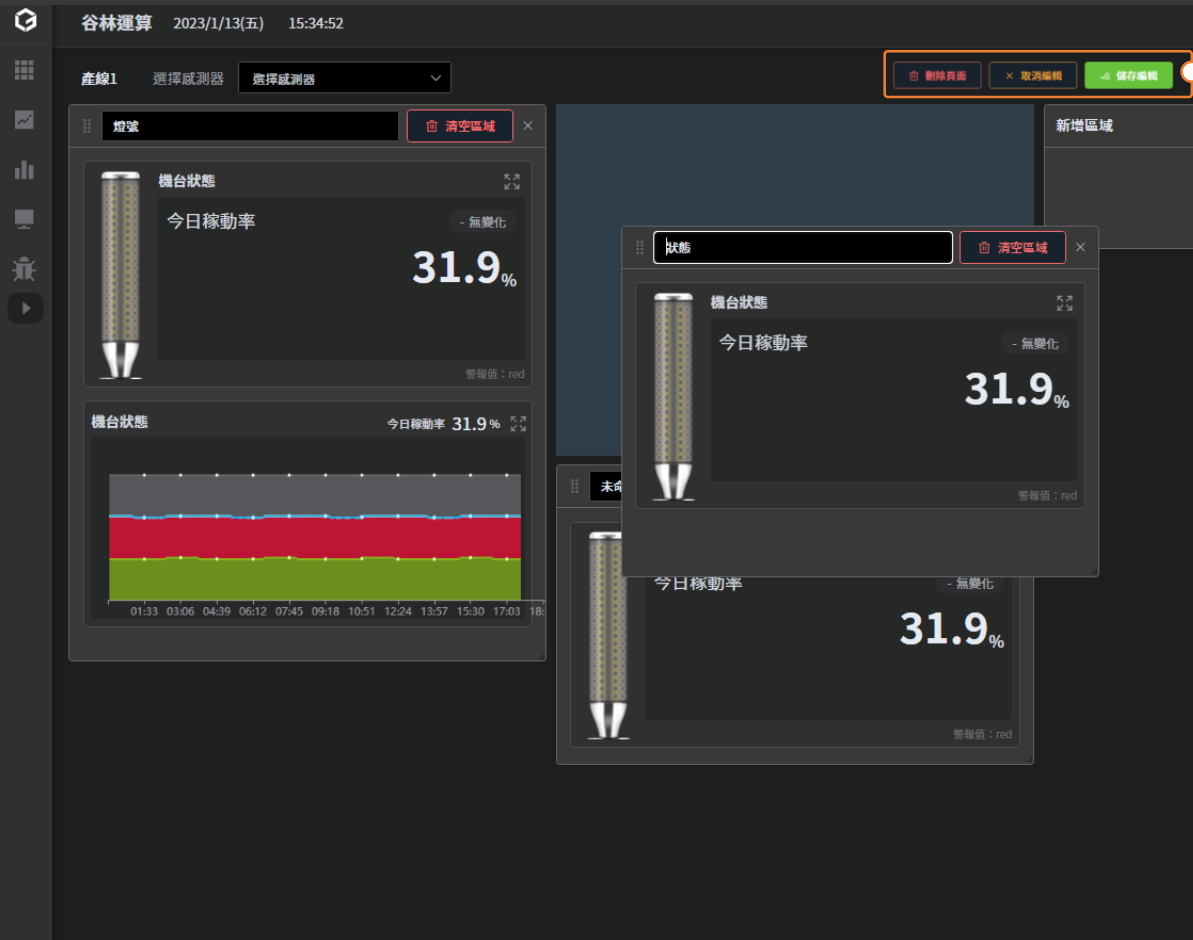 谷林運算 2023/1/13(五) 15:34:52
產線1 選擇感測器 選擇感測器
刪除頁面 取消編輯 儲存編輯
燈號 清空區域
機台狀態
今日稼動率 - 無變化
31.9%
警報值：red
機台狀態 今日稼動率 31.9 %
01:33 03:06 04:39 06:12 07:45 09:18 10:51 12:24 13:57 15:30 17:03 18:
新增區域
狀態 清空區域
機台狀態
今日稼動率 - 無變化
31.9%
警報值：red
未命
今日稼動率 - 無變化
31.9%
警報值：red